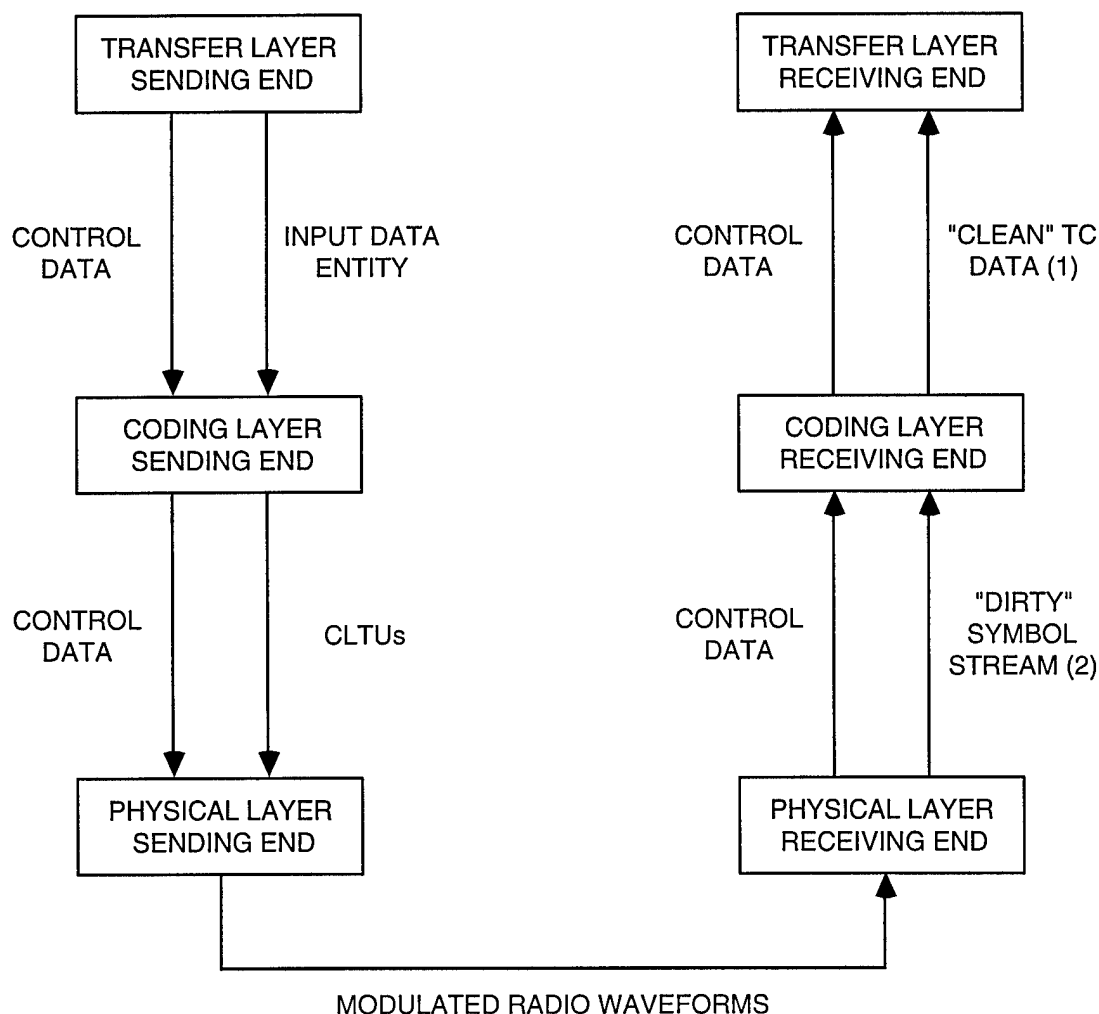 TRANSFER LAYER
SENDING END
TRANSFER LAYER
RECEIVING END
CONTROL
DATA
INPUT DATA
ENTITY
CONTROL
DATA
"CLEAN" TC
DATA (1)
CODING LAYER
SENDING END
CODING LAYER
RECEIVING END
CONTROL
DATA
CLTUs
CONTROL
DATA
"DIRTY"
SYMBOL
STREAM (2)
PHYSICAL LAYER
SENDING END
PHYSICAL LAYER
RECEIVING END
MODULATED RADIO WAVEFORMS